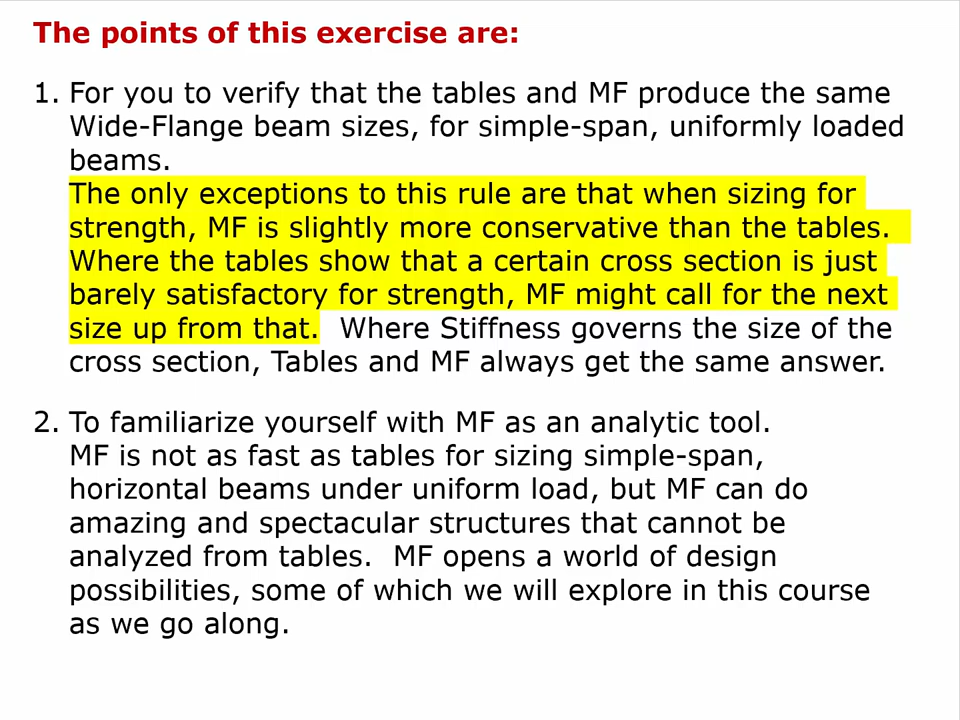 The points of this exercise are:
1. For you to verify that the tables and MF produce the same
Wide-Flange beam sizes, for simple-span, uniformly loaded
beams.
The only exceptions to this rule are that when sizing for
strength, MF is slightly more conservative than the tables.
Where the tables show that a certain cross section is just
barely satisfactory for strength, MF might call for the next
size up from that.  Where Stiffness governs the size of the
cross section, Tables and MF always get the same answer.
2. To familiarize yourself with MF as an analytic tool.
MF is not as fast as tables for sizing simple-span,
horizontal beams under uniform load, but MF can do
amazing and spectacular structures that cannot be
analyzed from tables.  MF opens a world of design
possibilities, some of which we will explore in this course
as we go along.